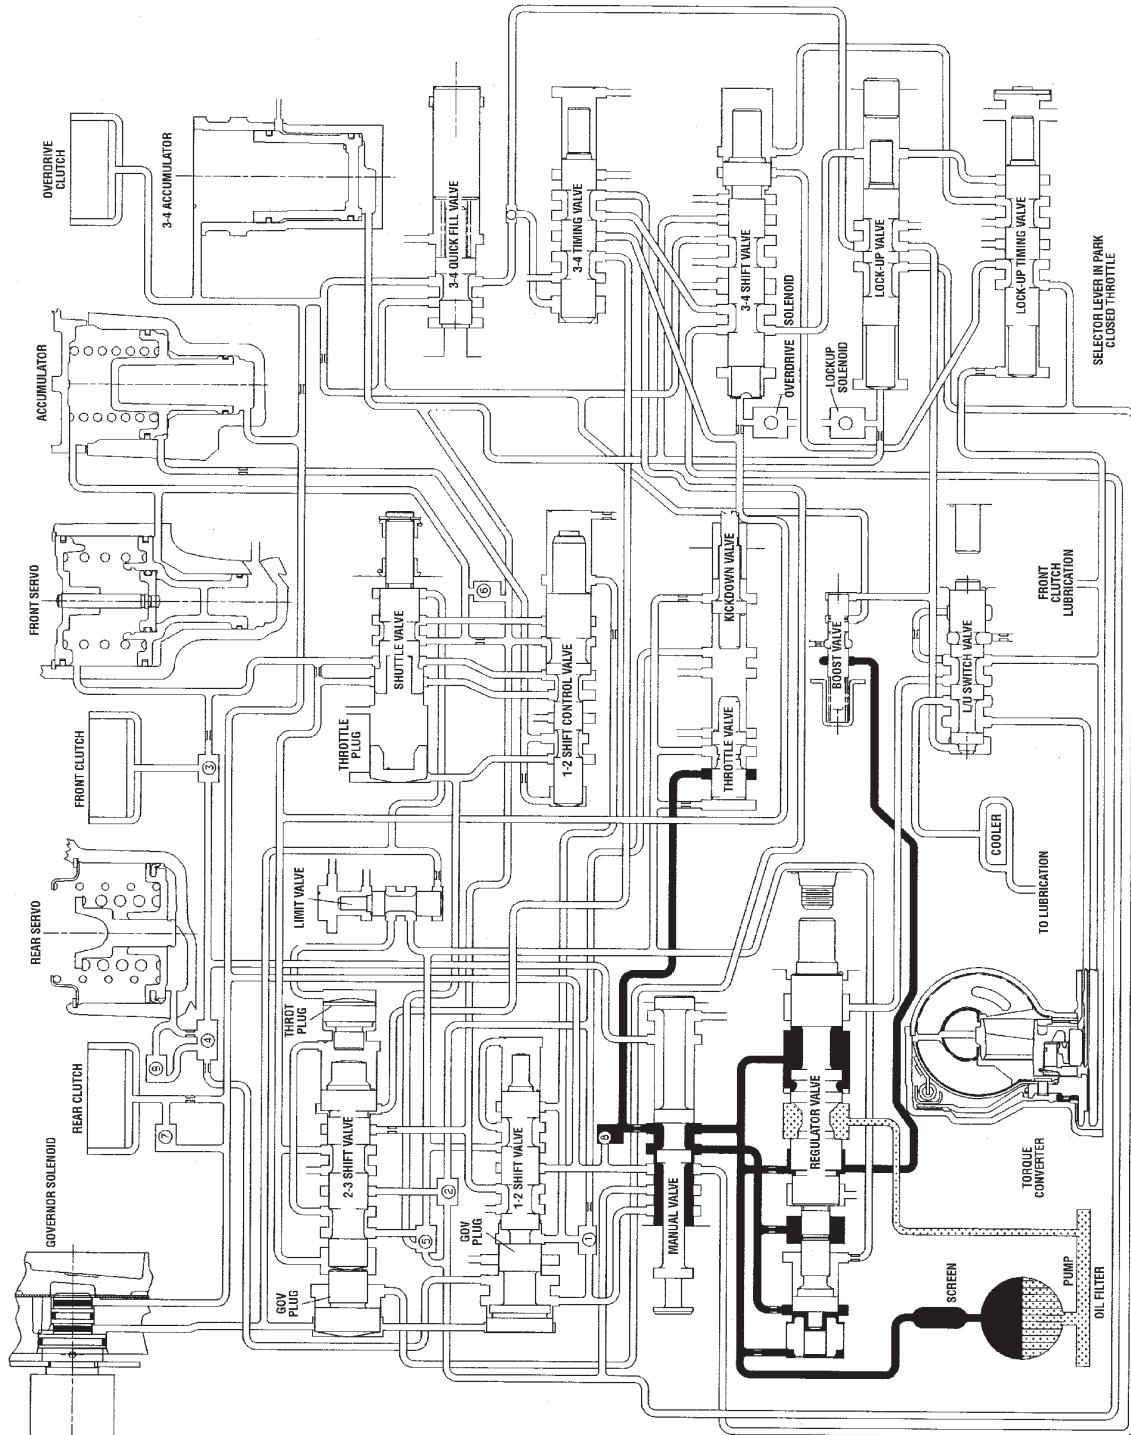 OVERDRIVE
CLUTCH
3-4 ACCUMULATOR
3-4 QUICK FILL VALVE
3-4 TIMING VALVE
3-4 SHIFT VALVE
OVERDRIVE SOLENOID
LOCK-UP VALVE
LOCKUP
SOLENOID
LOCK-UP TIMING VALVE
SELECTOR LEVER IN PARK
CLOSED THROTTLE
ACCUMULATOR
FRONT SERVO
SHUTTLE VALVE
THROTTLE
PLUG
6
1-2 SHIFT CONTROL VALVE
KICKDOWN VALVE
THROTTLE VALVE
BOOST VALVE
L/U SWITCH VALVE
FRONT
CLUTCH
LUBRICATION
FRONT CLUTCH
3
COOLER
TO LUBRICATION
REAR SERVO
LIMIT VALVE
THROT
PLUG
REAR CLUTCH
9
4
7
2-3 SHIFT VALVE
2
5
1-2 SHIFT VALVE
GOV
PLUG
8
1
MANUAL VALVE
REGULATOR VALVE
TORQUE
CONVERTER
GOVERNOR SOLENOID
GOV
PLUG
SCREEN
PUMP
OIL FILTER